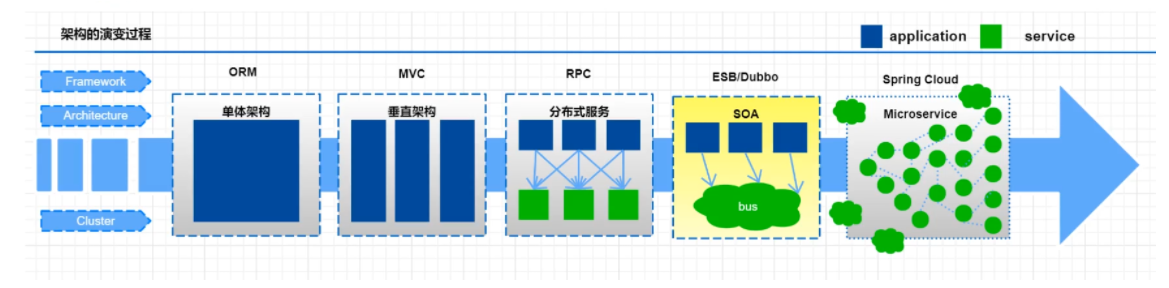 架构的演变过程
application
service
Framework
ORM
MVC
RPC
ESB/Dubbo
Spring Cloud
Architecture
单体架构
垂直架构
分布式服务
SOA
Microservice
Cluster
bus